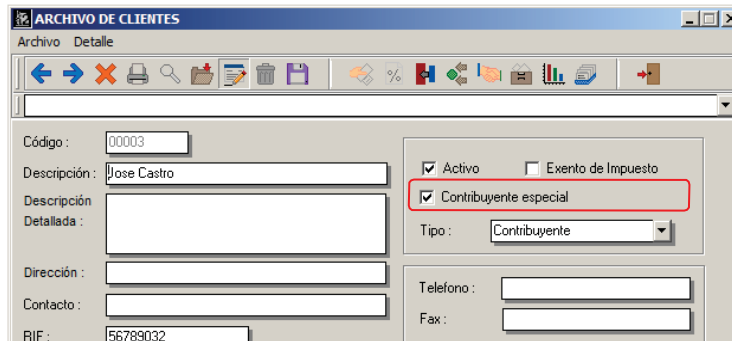 ARCHIVO DE CLIENTES
Archivo Detalle
Código : 00003
Descripción : Jose Castro
Descripción
Detallada :
Dirección :
Contacto :
RIF : 56789032
Activo Exento de Impuesto
Contribuyente especial
Tipo : Contribuyente
Telefono :
Fax :